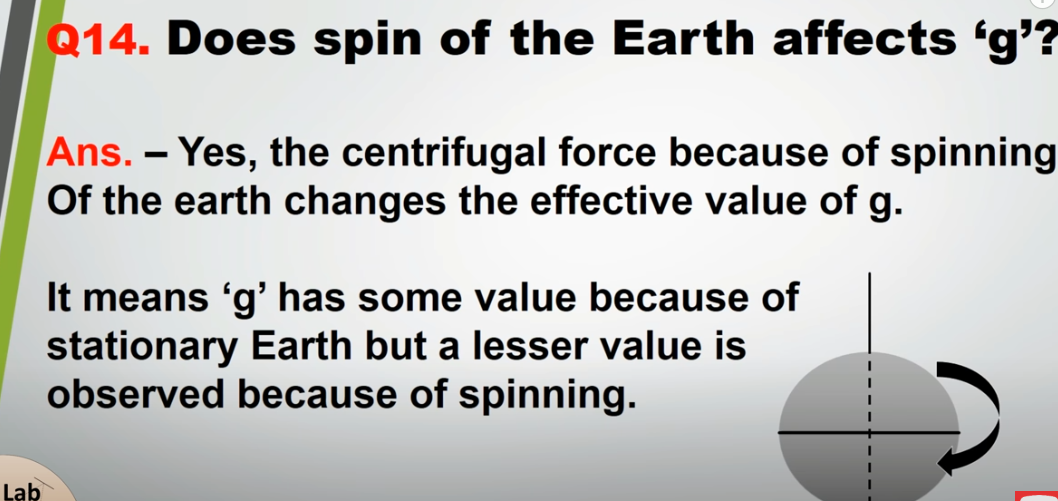 Q14. Does spin of the Earth affects ‘g’?
Ans. – Yes, the centrifugal force because of spinning
Of the earth changes the effective value of g.
It means ‘g’ has some value because of
stationary Earth but a lesser value is
observed because of spinning.
Lab